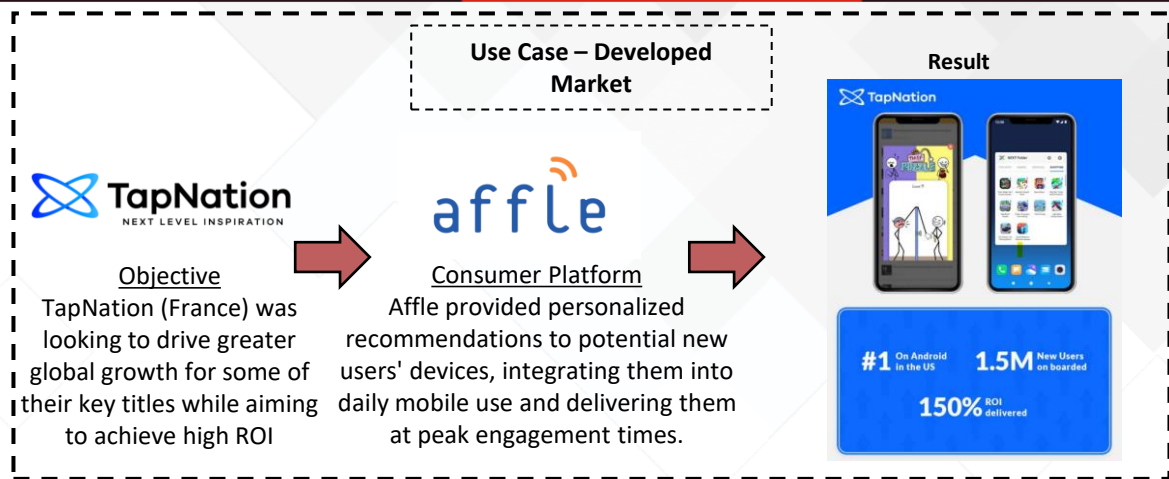 Use Case – Developed
Market
TapNation
NEXT LEVEL INSPIRATION
Objective
TapNation (France) was
looking to drive greater
global growth for some of
their key titles while aiming
to achieve high ROI
affle
Consumer Platform
Affle provided personalized
recommendations to potential new
users' devices, integrating them into
daily mobile use and delivering them
at peak engagement times.
Result
TapNation
PUZZLE
#1 On Android
in the US
1.5M New Users
on boarded
150% ROI
delivered